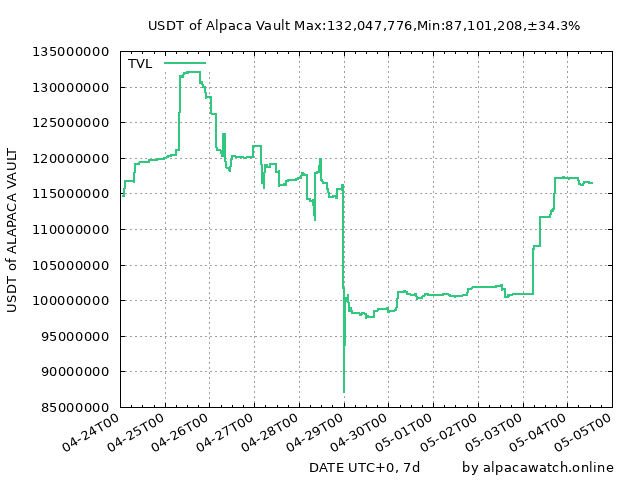 USDT of Alpaca Vault Max:132,047,776,Min:87,101,208,±34.3%
TVL
135000000
130000000
125000000
120000000
115000000
110000000
105000000
100000000
95000000
90000000
85000000
USDT of ALAPACA VAULT
04-24T00
04-25T00
04-26T00
04-27T00
04-28T00
04-29T00
04-30T00
05-01T00
05-02T00
05-03T00
05-04T00
05-05T00
DATE UTC+0, 7d
by alpacawatch.online